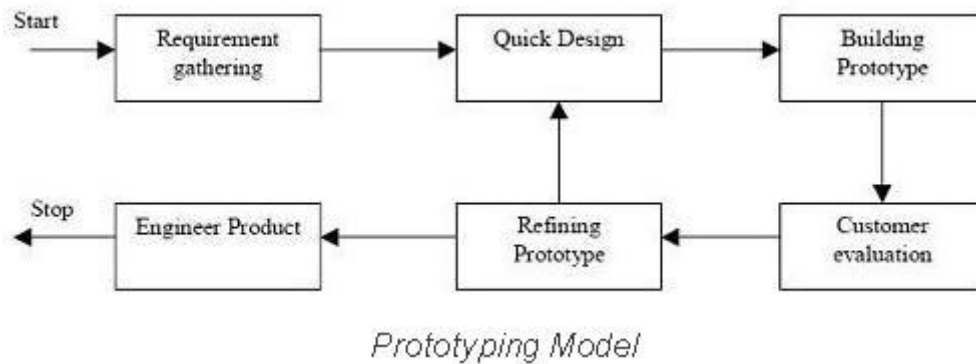 Start
Requirement
gathering
Quick Design
Building
Prototype
Stop
Engineer Product
Refining
Prototype
Customer
evaluation
Prototyping Model